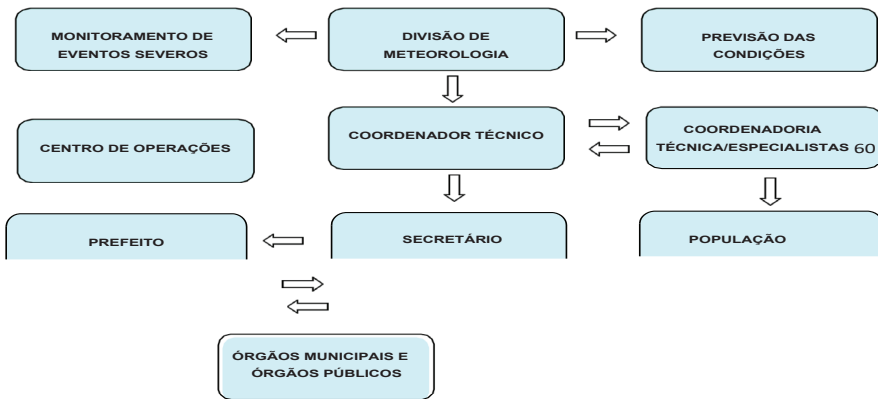 MONITORAMENTO DE
EVENTOS SEVEROS
DIVISÃO DE
METEOROLOGIA
PREVISÃO DAS
CONDIÇÕES
CENTRO DE OPERAÇÕES
COORDENADOR TÉCNICO
COORDENADORIA
TÉCNICA/ESPECIALISTAS 60
PREFEITO
SECRETÁRIO
POPULAÇÃO
ÓRGÃOS MUNICIPAIS E
ÓRGÃOS PÚBLICOS